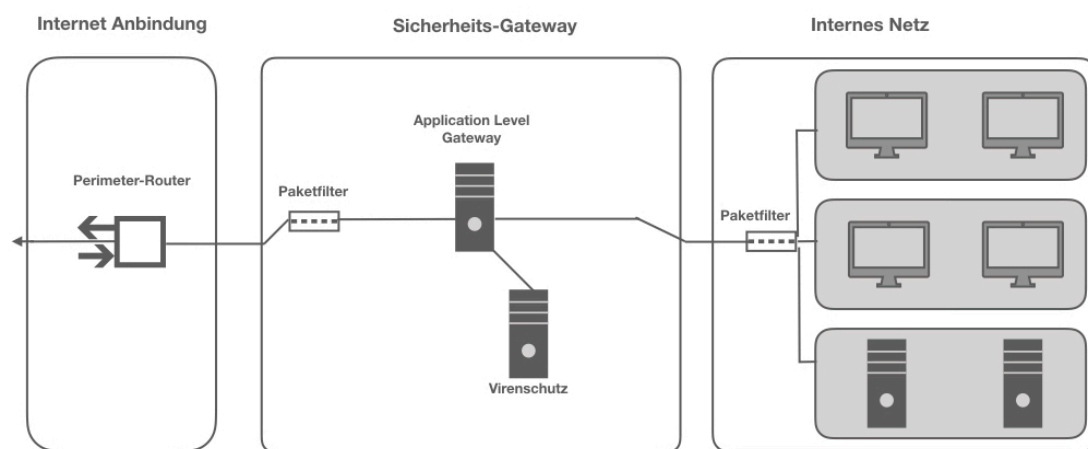 Internet Anbindung
Sicherheits-Gateway
Internes Netz
Application Level
Gateway
Perimeter-Router
Paketfilter
Paketfilter
Virenschutz